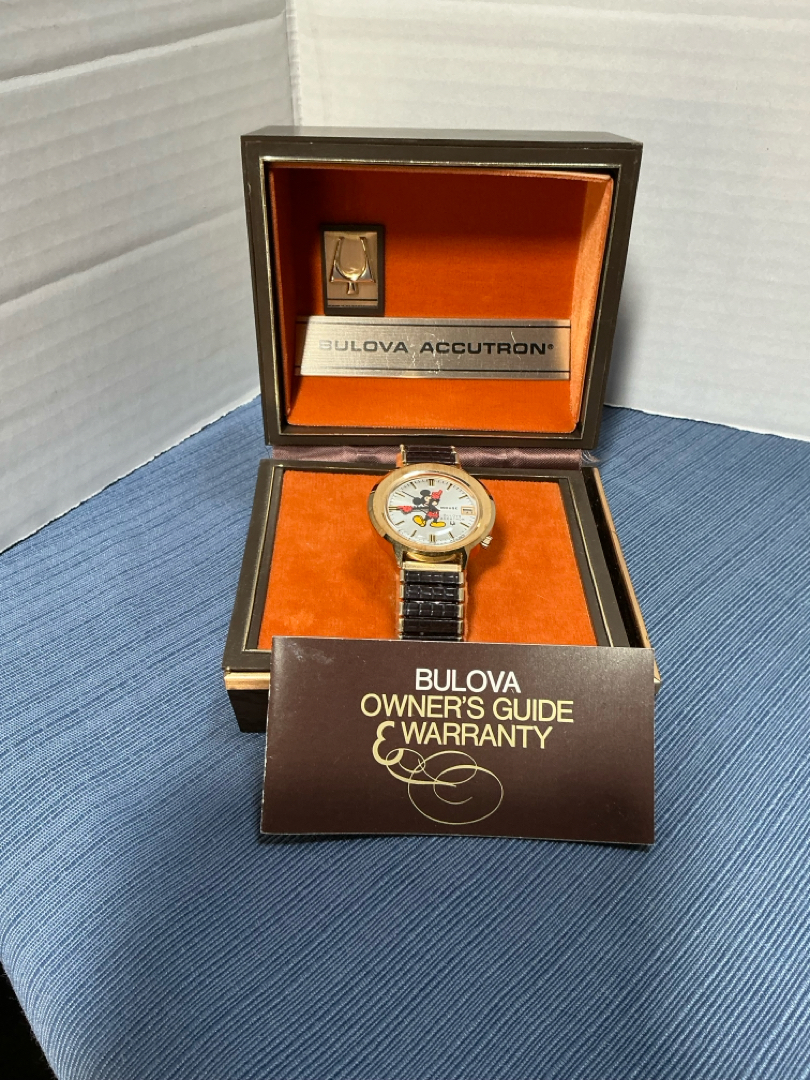 BULOVA ACCUTRON®
BULOVA
OWNER'S GUIDE
& WARRANTY